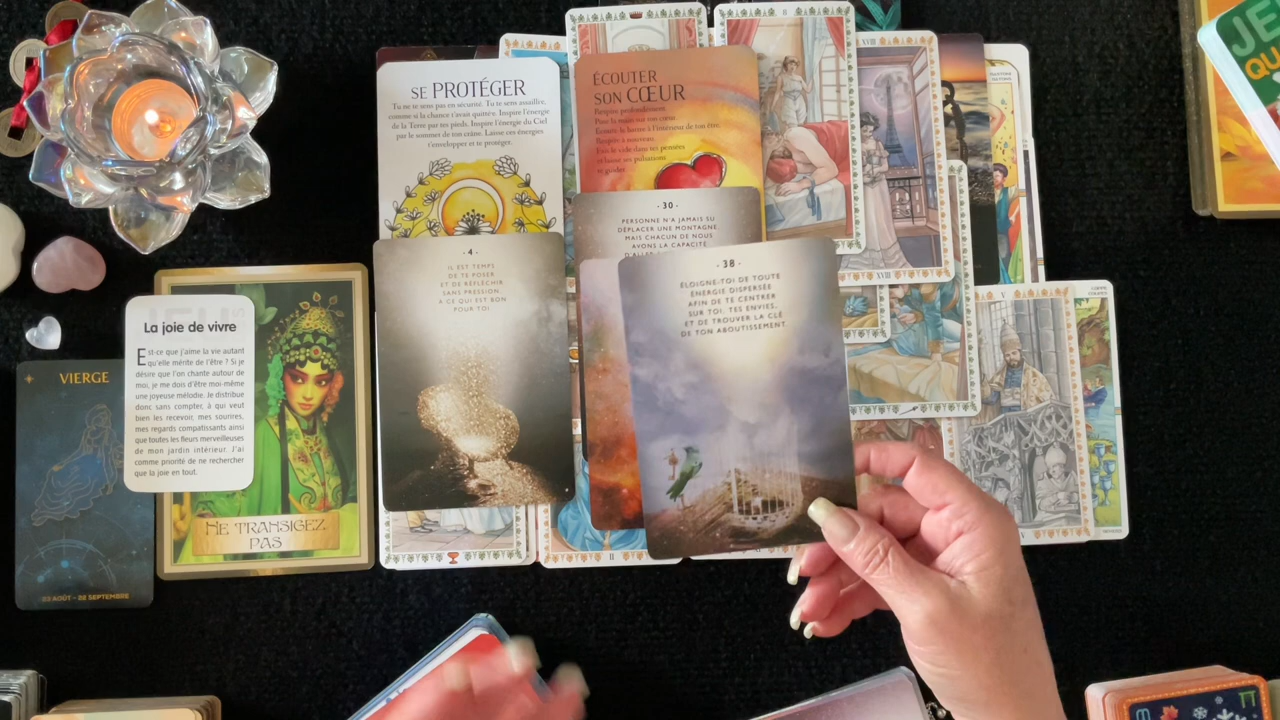 SE PROTÉGER
Tu ne te sens pas en sécurité. Tu te sens assaillie,
comme si la chance t'avait quittée. Inspire l'énergie
de la Terre par tes pieds. Inspire l'énergie du Ciel
par le sommet de ton crâne. Laisse ces énergies
t'envelopper et te protéger.
ÉCOUTER
SON CŒUR
Respire profondément.
Pose la main sur ton cœur.
Écoute-le
à l'intérieur de ton être.
Respire à nouveau.
Fais le vide dans tes pensées
et laisse ses pulsations
te guider.
8
XVIII
XVIII
JE
QU
- 30 -
PERSONNE N'A JAMAIS SU
DÉPLACER UNE MONTAGNE,
MAIS CHACUN DE NOUS
AVONS LA CAPACITÉ
- 4 -
IL EST TEMPS
DE TE POSER
ET DE RÉFLÉCHIR
SANS PRESSION
À CE QUI EST BON
POUR TOI.
- 38 -
ÉLOIGNE-TOI DE TOUTE
ÉNERGIE DISPERSÉE
AFIN DE TE CENTRER
SUR TOI, TES ENVIES,
ET DE TROUVER LA CLÉ
DE TON ABOUTISSEMENT.
V
La joie de vivre
Est-ce que j'aime la vie autant
qu'elle mérite de l'être ? Si je
désire que l'on chante autour de
moi, je me dois d'être moi-même
une joyeuse mélodie. Je distribue
donc sans compter, à qui veut
bien les recevoir, mes sourires,
mes regards compatissants ainsi
que toutes les fleurs merveilleuses
de mon jardin intérieur. J'ai
comme priorité de ne rechercher
que la joie en tout.
VIERGE
NE TRANSIGEZ
PAS
23 AOÛT - 22 SEPTEMBRE
II